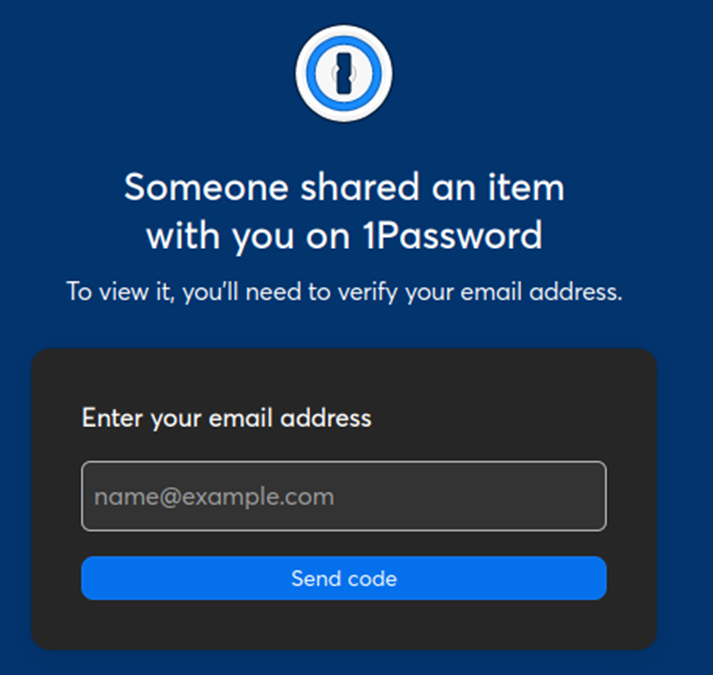 Someone shared an item
with you on 1Password
To view it, you'll need to verify your email address.
Enter your email address
name@example.com
Send code